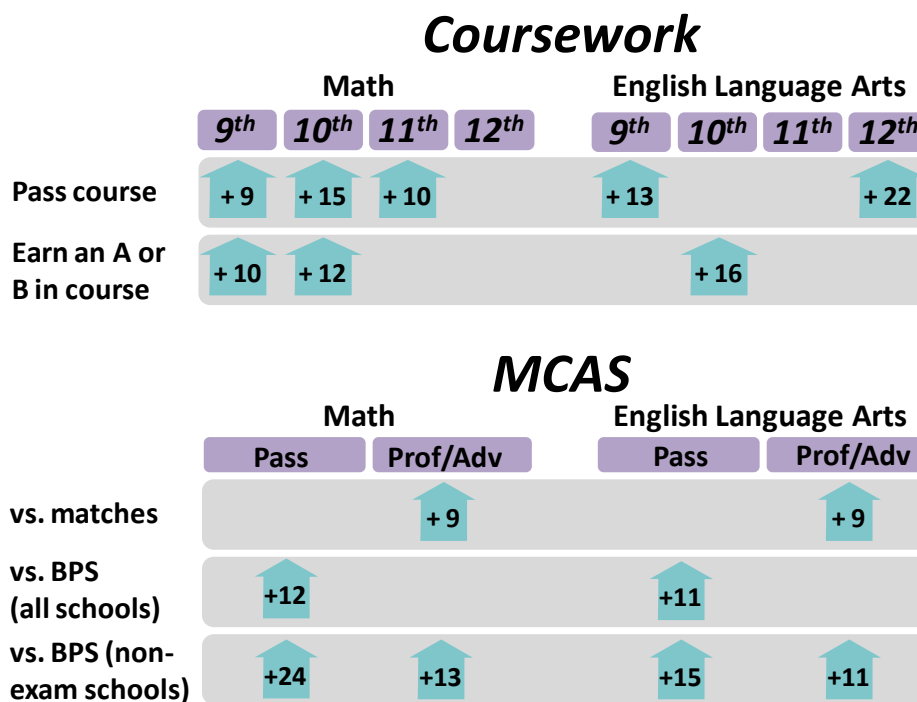 Coursework
Math English Language Arts
9th 10th 11th 12th 9th 10th 11th 12th
Pass course + 9 + 15 + 10 + 13 + 22
Earn an A or
B in course + 10 + 12 + 16
MCAS
Math English Language Arts
Pass Prof/Adv Pass Prof/Adv
vs. matches + 9 + 9
vs. BPS
(all schools) +12 +11
vs. BPS (non-
exam schools) +24 +13 +15 +11